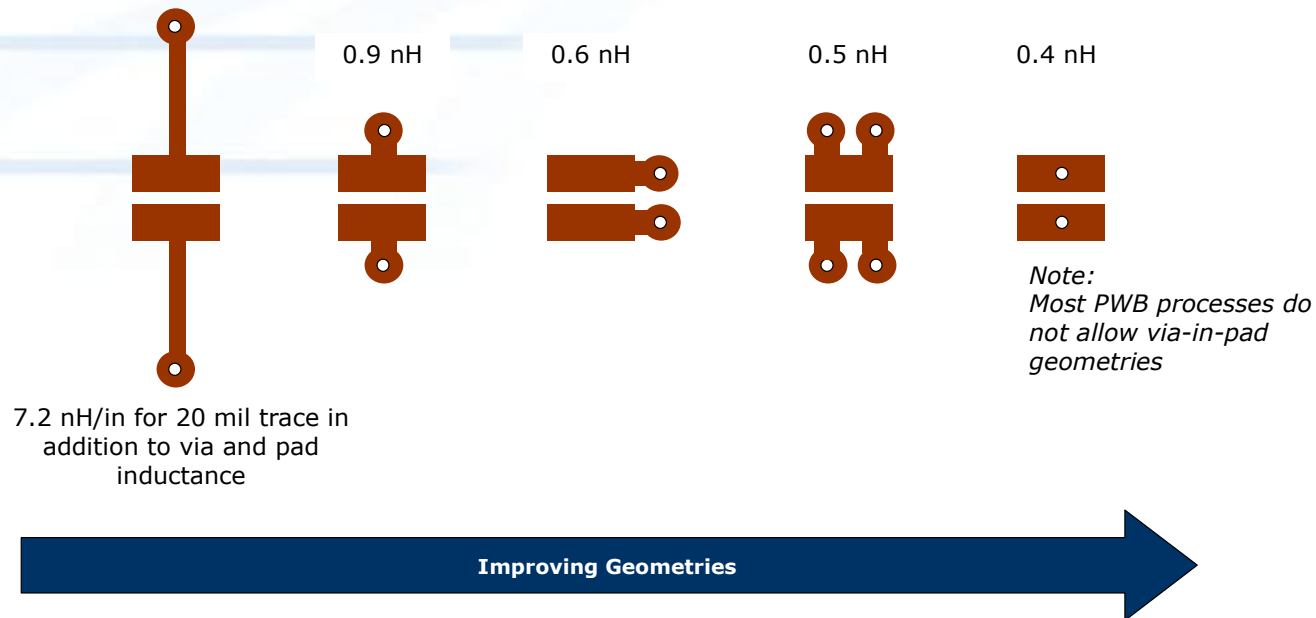 0.9 nH
0.6 nH
0.5 nH
0.4 nH
Note:
Most PWB processes do
not allow via-in-pad
geometries
7.2 nH/in for 20 mil trace in
addition to via and pad
inductance
Improving Geometries